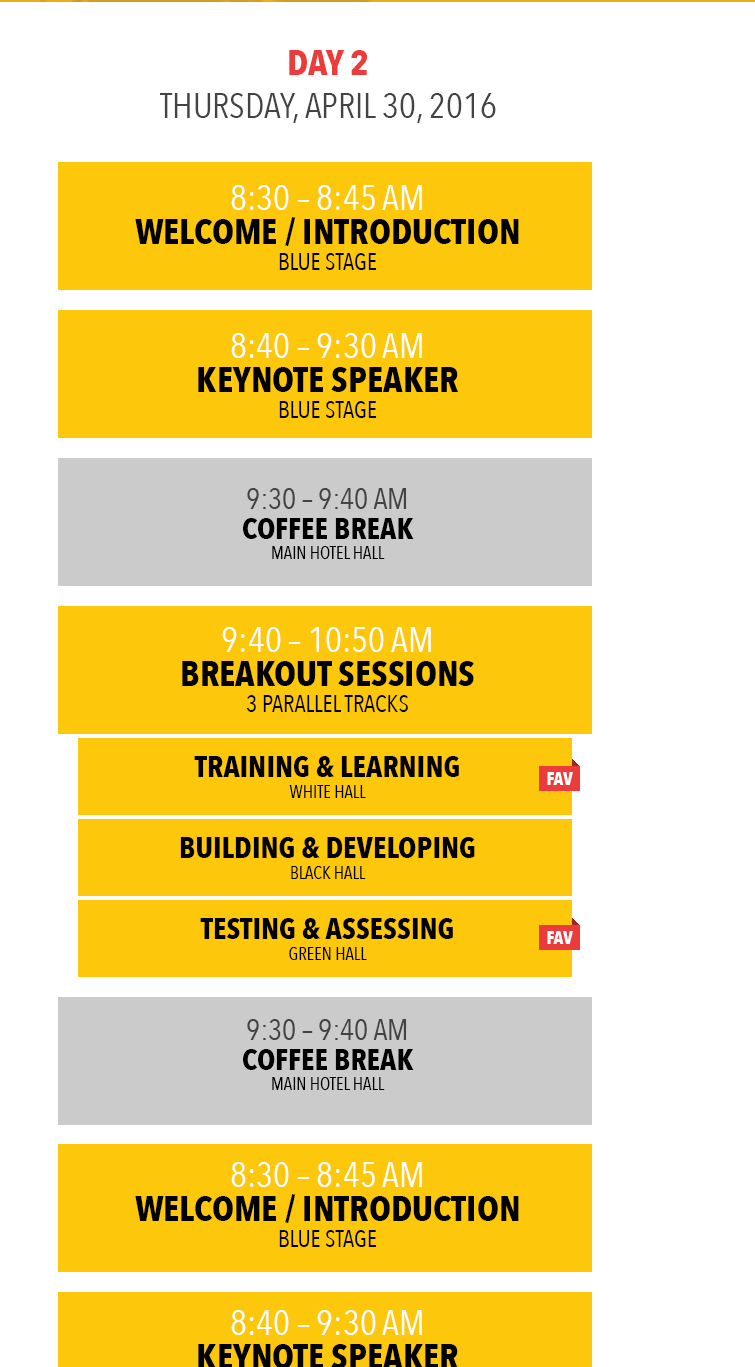 DAY 2
THURSDAY, APRIL 30, 2016
8:30 – 8:45 AM
WELCOME / INTRODUCTION
BLUE STAGE
8:40 – 9:30 AM
KEYNOTE SPEAKER
BLUE STAGE
9:30 – 9:40 AM
COFFEE BREAK
MAIN HOTEL HALL
9:40 – 10:50 AM
BREAKOUT SESSIONS
3 PARALLEL TRACKS
TRAINING & LEARNING
WHITE HALL
FAV
BUILDING & DEVELOPING
BLACK HALL
TESTING & ASSESSING
GREEN HALL
FAV
9:30 – 9:40 AM
COFFEE BREAK
MAIN HOTEL HALL
8:30 – 8:45 AM
WELCOME / INTRODUCTION
BLUE STAGE
8:40 – 9:30 AM
KEYNOTE SPEAKER